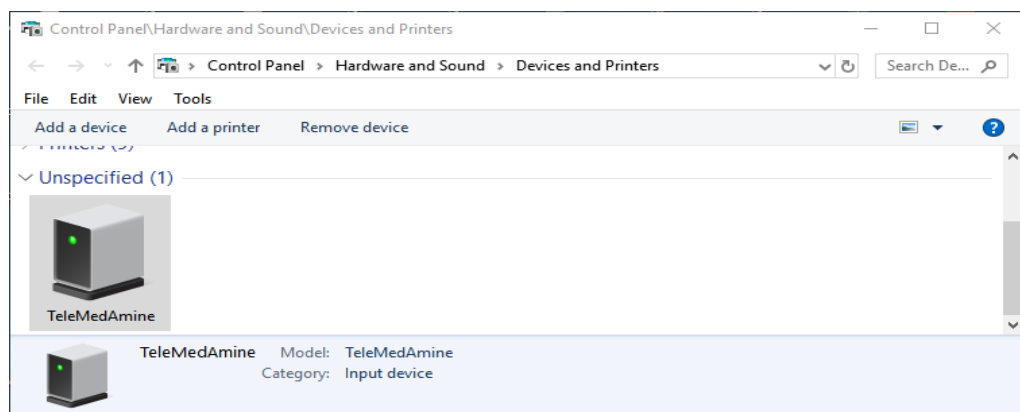 Control Panel\Hardware and Sound\Devices and Printers
Control Panel > Hardware and Sound > Devices and Printers Search De...
File Edit View Tools
Add a device Add a printer Remove device ?
Unspecified (1)
TeleMedAmine
TeleMedAmine Model: TeleMedAmine
Category: Input device